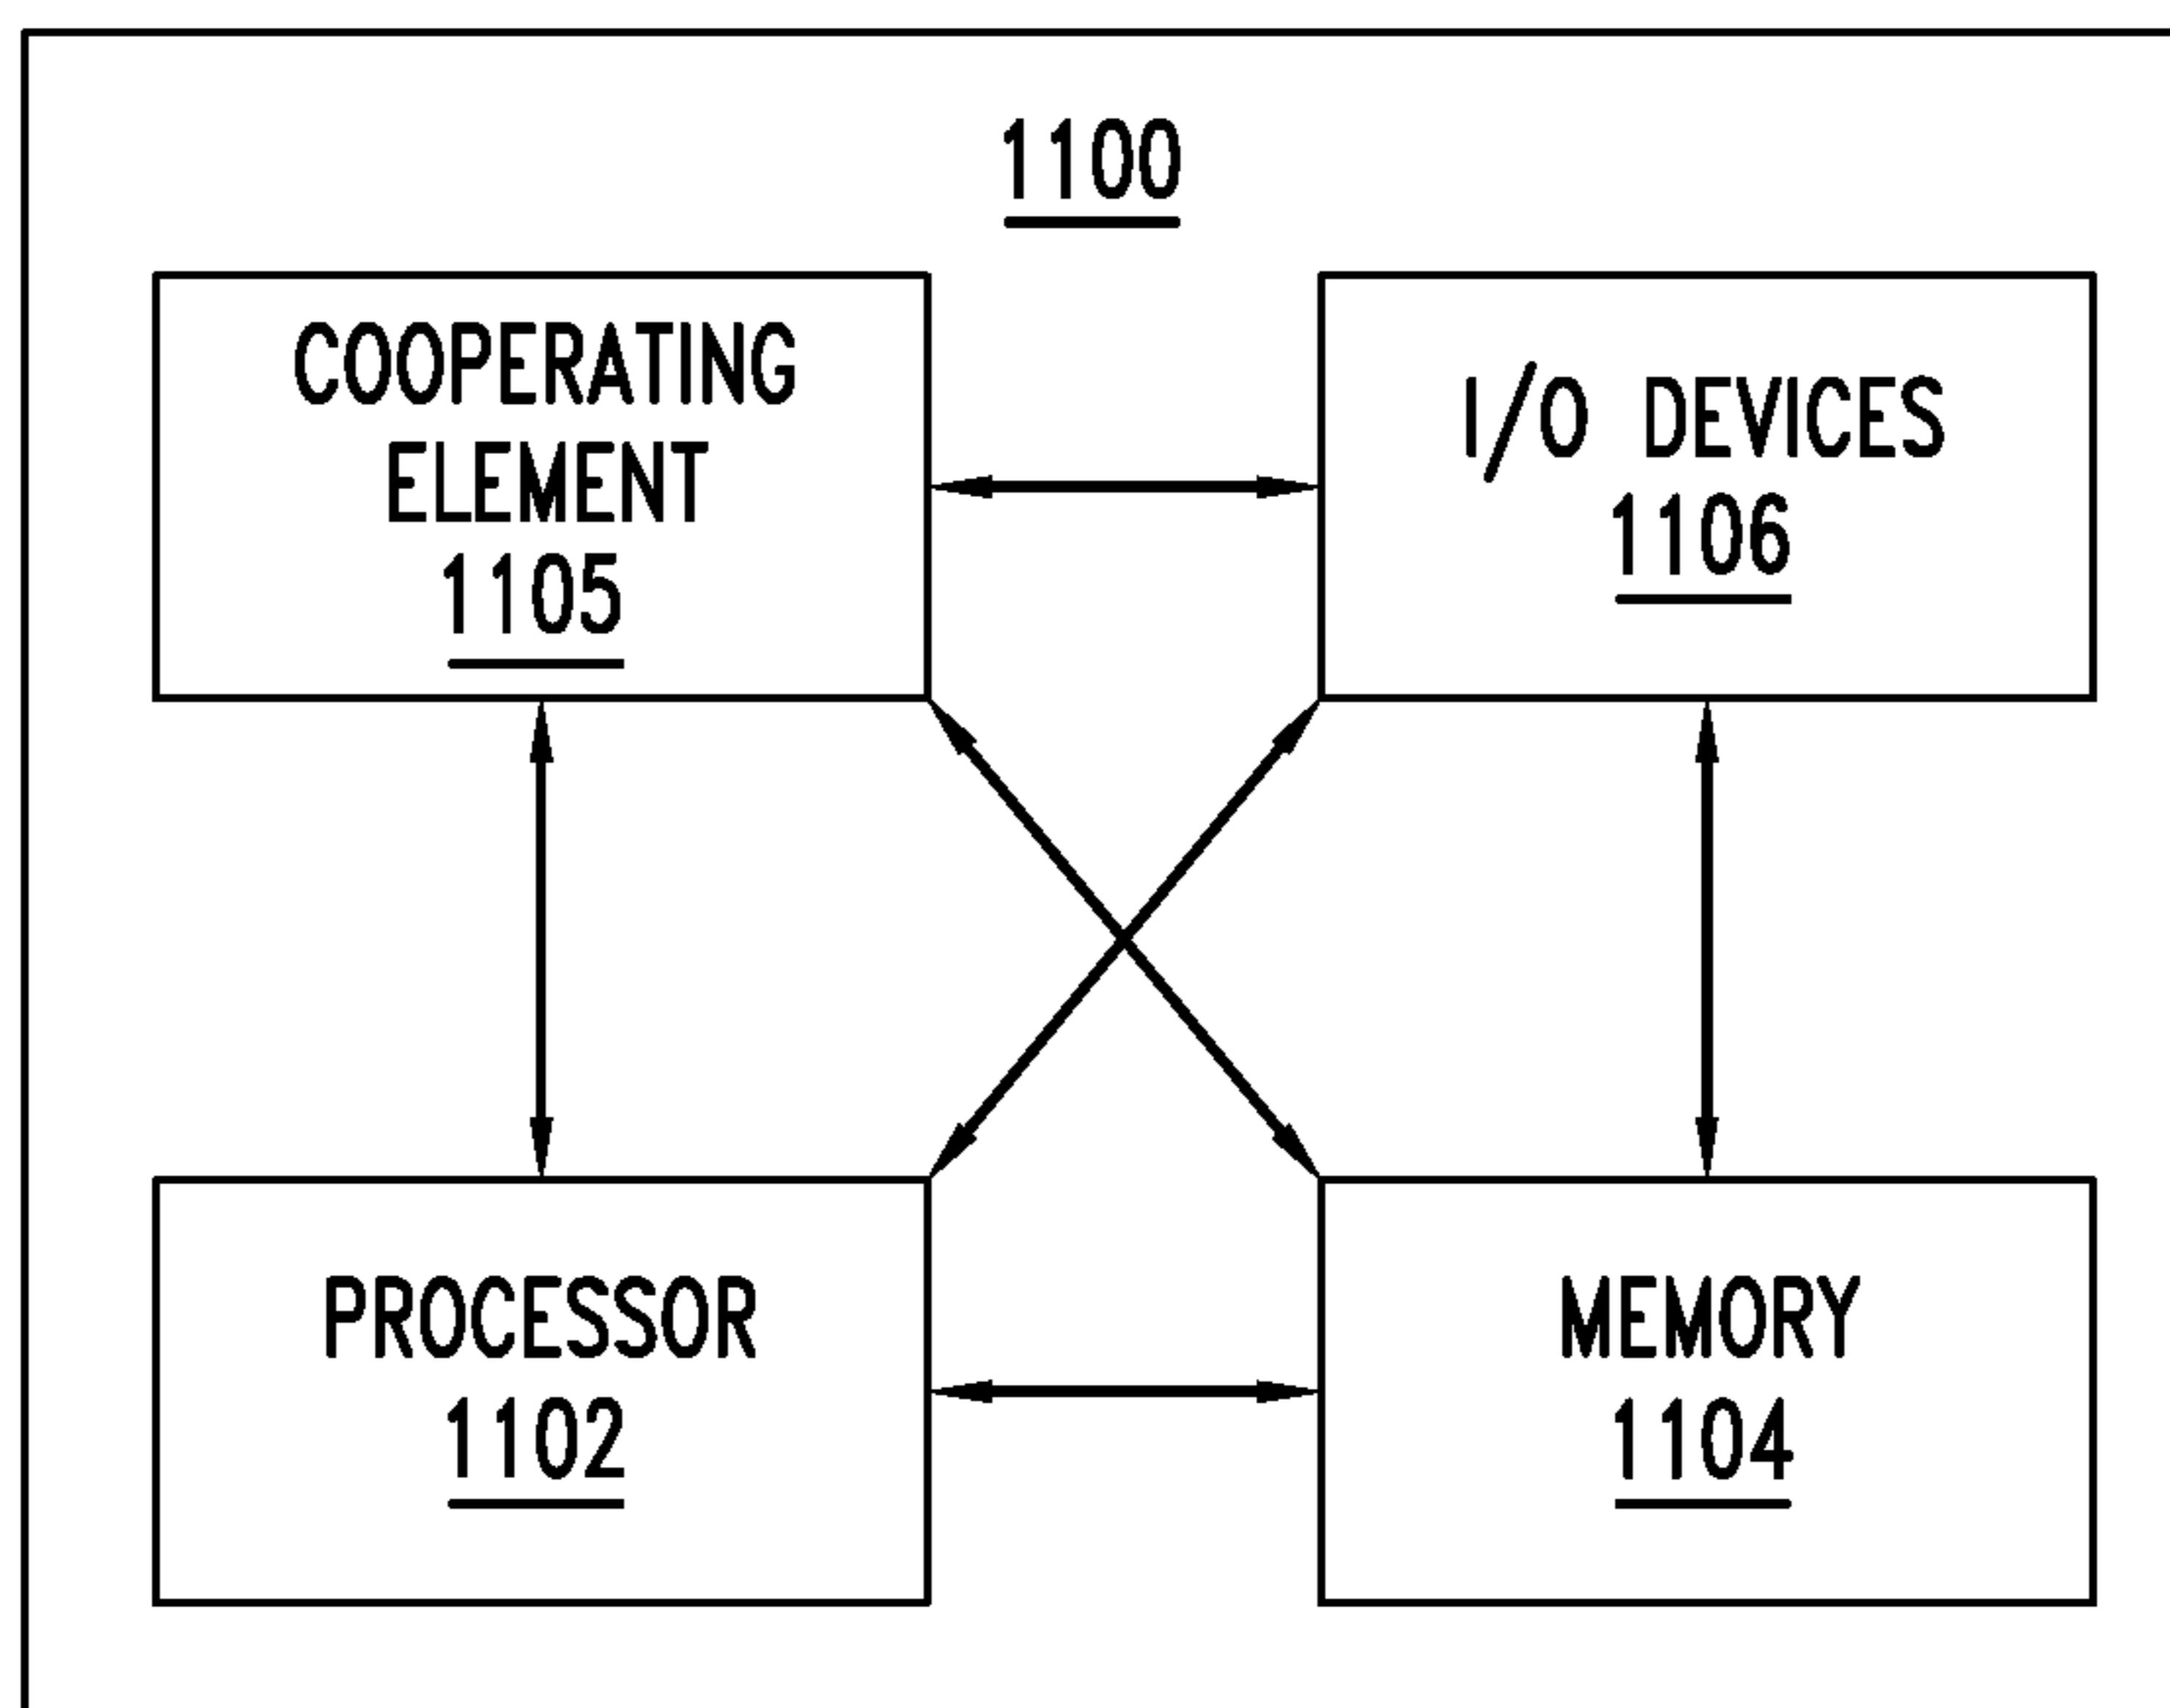 1100
COOPERATING
ELEMENT
1105
I/O DEVICES
1106
PROCESSOR
1102
MEMORY
1104